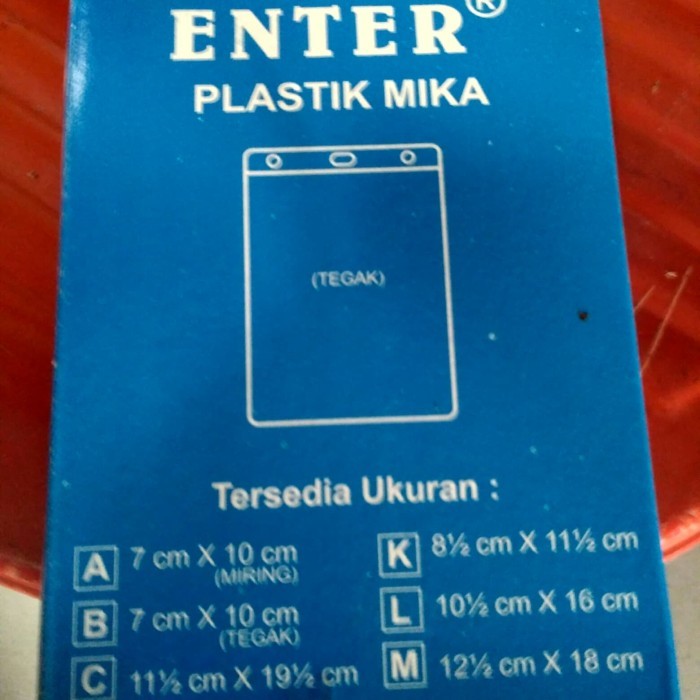 ENTER®
PLASTIK MIKA
(TEGAK)
Tersedia Ukuran :
A 7 cm X 10 cm
(MIRING)
B 7 cm X 10 cm
(TEGAK)
C 11½ cm X 19½ cm
K 8½ cm X 11½ cm
L 10½ cm X 16 cm
M 12½ cm X 18 cm